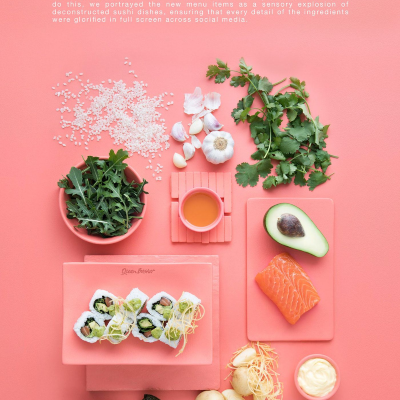 do this, we portrayed the new menu items as a sensory explosion of
deconstructed sushi dishes, ensuring that every detail of the ingredients
were glorified in full screen across social media.